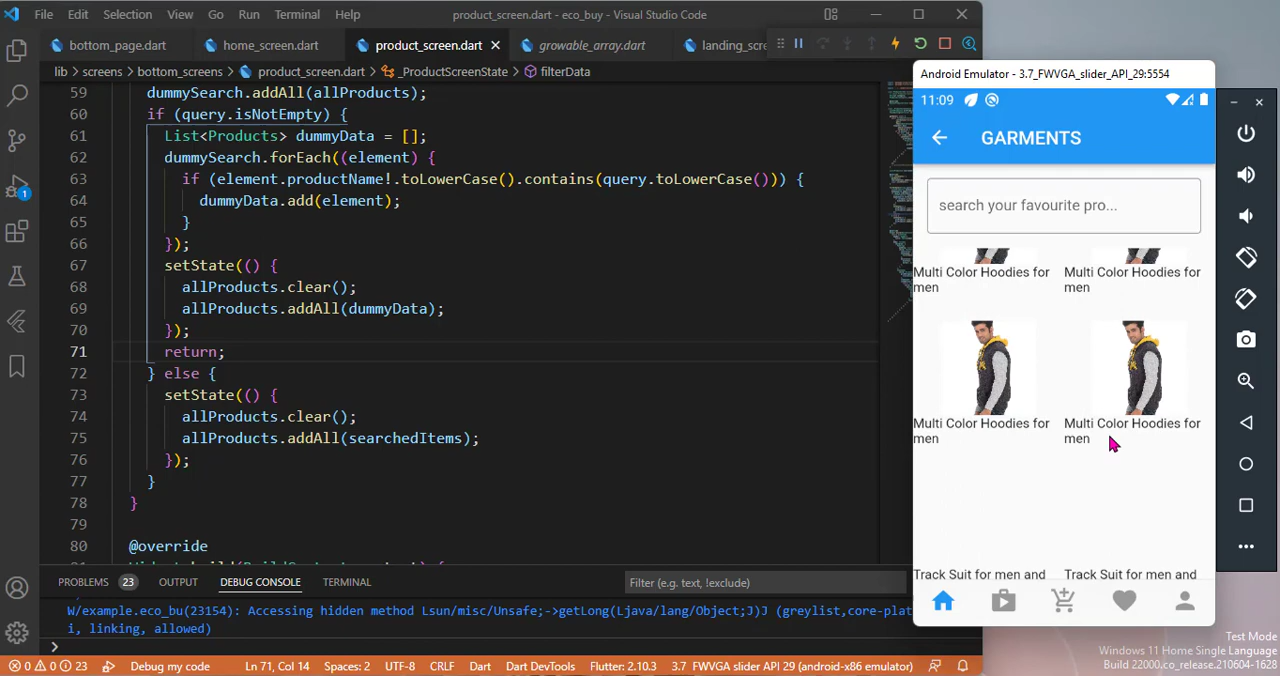 File Edit Selection View Go Run Terminal Help product_screen.dart - eco_buy - Visual Studio Code
bottom_page.dart home_screen.dart product_screen.dart growable_array.dart landing_scre
lib > screens > bottom_screens > product_screen.dart > _ProductScreenState > filterData
59 dummySearch.addAll(allProducts);
60 if (query.isNotEmpty) {
61 List<Products> dummyData = [];
62 dummySearch.forEach((element) {
63 if (element.productName!.toLowerCase().contains(query.toLowerCase())) {
64 dummyData.add(element);
65 }
66 });
67 setState(() {
68 allProducts.clear();
69 allProducts.addAll(dummyData);
70 });
71 return;
72 } else {
73 setState(() {
74 allProducts.clear();
75 allProducts.addAll(searchedItems);
76 });
77 }
78 }
79
80 @override
PROBLEMS 23 OUTPUT DEBUG CONSOLE TERMINAL Filter (e.g. text, !exclude)
W/example.eco_bu(23154): Accessing hidden method Lsun/misc/Unsafe;->getLong(Ljava/lang/Object;J)J (greylist,core-plat
i, linking, allowed)
0 0 23 Debug my code Ln 71, Col 14 Spaces: 2 UTF-8 CRLF Dart Dart DevTools Flutter: 2.10.3 3.7 FWVGA slider API 29 (android-x86 emulator)
1
Android Emulator - 3.7_FWVGA_slider_API_29:5554
11:09
GARMENTS
search your favourite pro...
Multi Color Hoodies for
men
Multi Color Hoodies for
men
Multi Color Hoodies for
men
Multi Color Hoodies for
men
Track Suit for men and
Track Suit for men and
Test Mode
Windows 11 Home Single Language
Build 22000.co_release.210604-1628